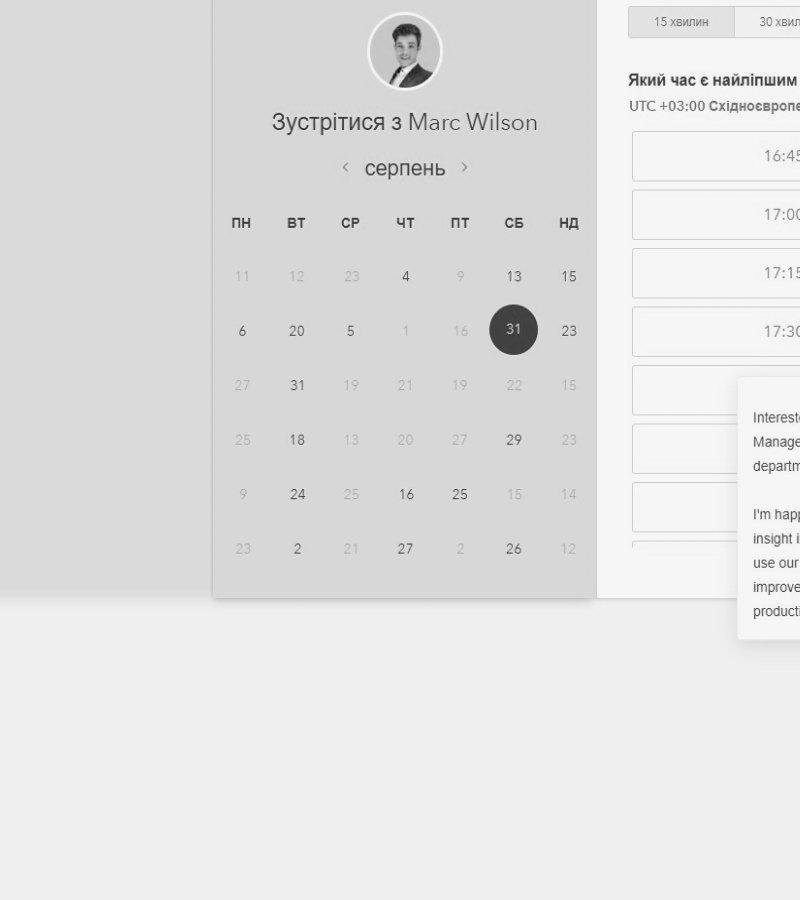 15 хвилин 30 хвил
Який час є найліпшим
UTC +03:00 Східноєвропе
Зустрітися з Marc Wilson
серпень
ПН ВТ СР ЧТ ПТ СБ НД
11 12 23 4 9 13 15
6 20 5 1 16 31 23
27 31 19 21 19 22 15
25 18 13 20 27 29 23
9 24 25 16 25 15 14
23 2 21 27 2 26 12
16:45
17:00
17:15
17:30
Intereste
Manage
departm
I'm happ
insight i
use our
improve
producti